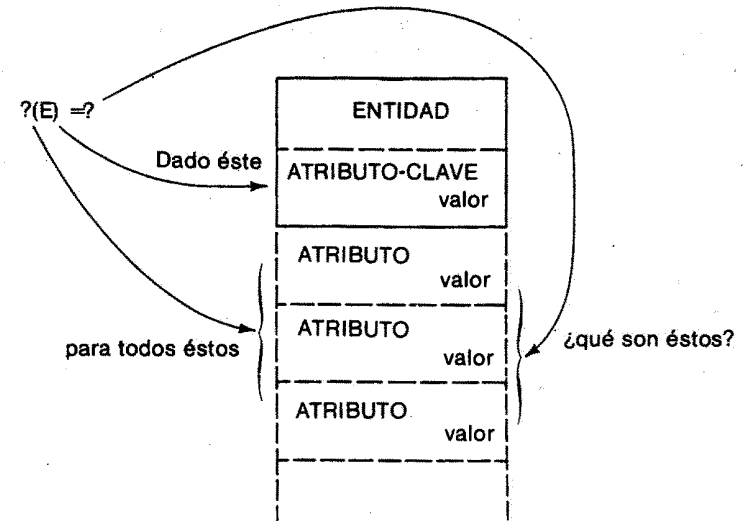 ?(E) =?
ENTIDAD
Dado éste
ATRIBUTO-CLAVE
valor
ATRIBUTO
valor
para todos éstos
ATRIBUTO
valor
¿qué son éstos?
ATRIBUTO
valor